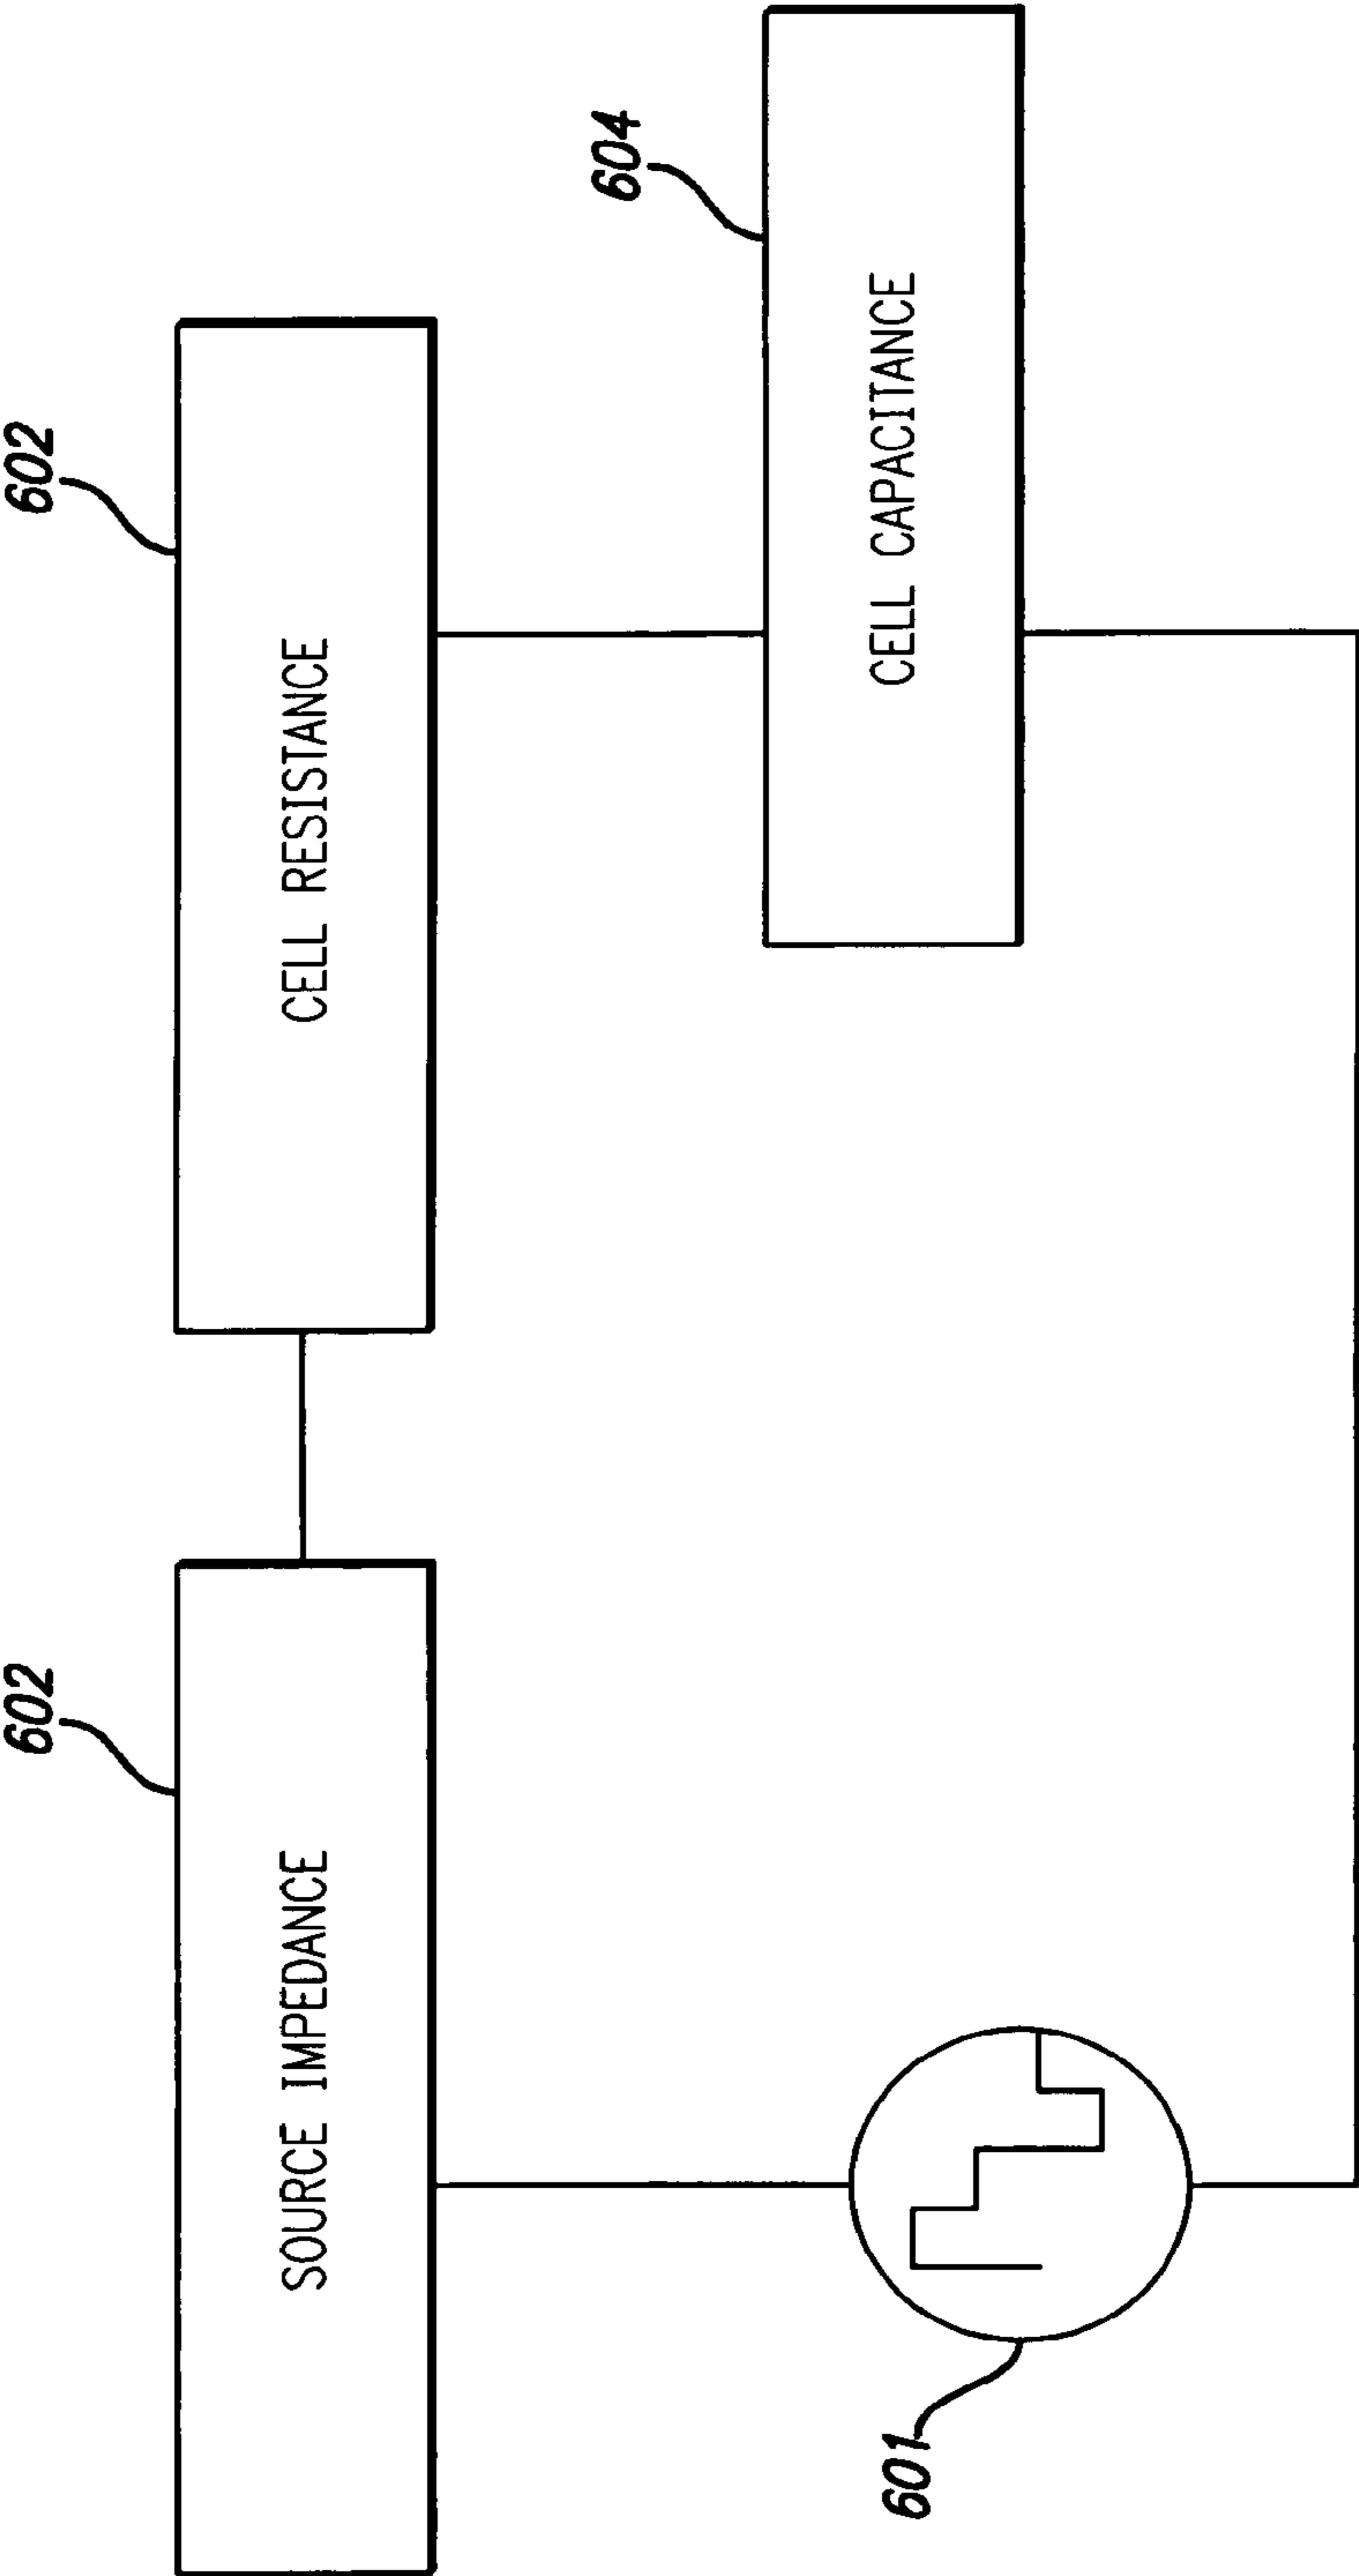 602
602
SOURCE IMPEDANCE
CELL RESISTANCE
604
CELL CAPACITANCE
601